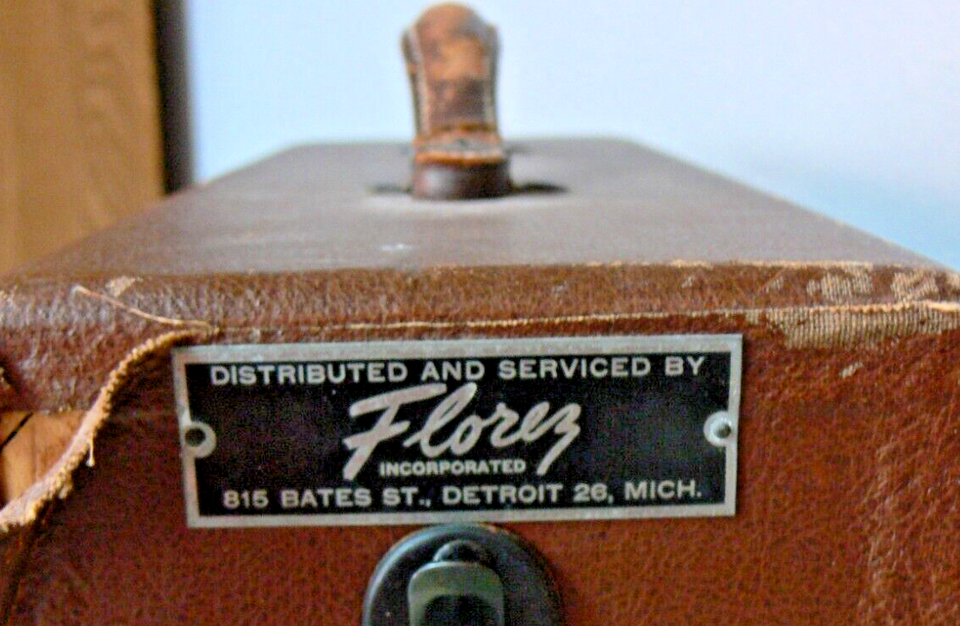 DISTRIBUTED AND SERVICED BY
Florez
INCORPORATED
815 BATES ST., DETROIT 26, MICH.